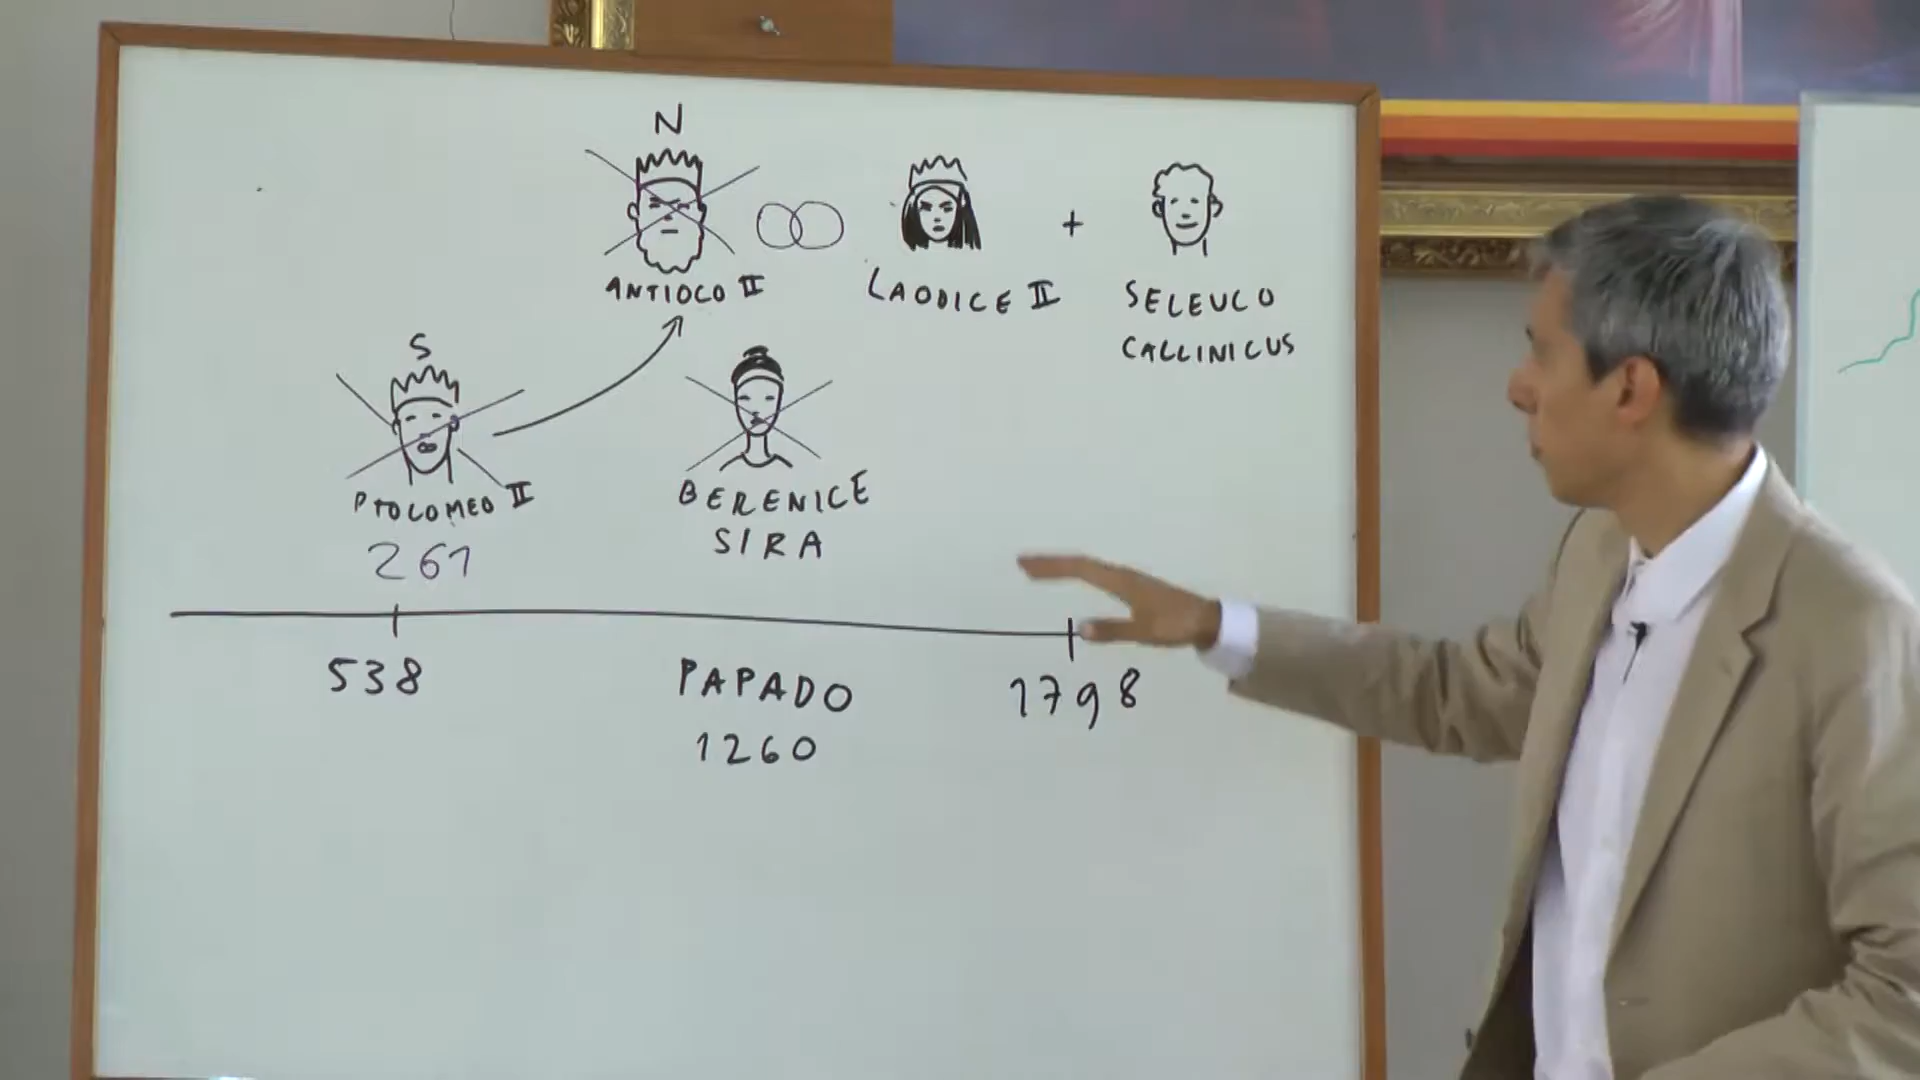 N
ANTIOCO II
LAODICE II
+
SELEUCO
CALLINICUS
S
PTOLOMEO II
261
BERENICE
SIRA
538
PAPADO
1260
1798